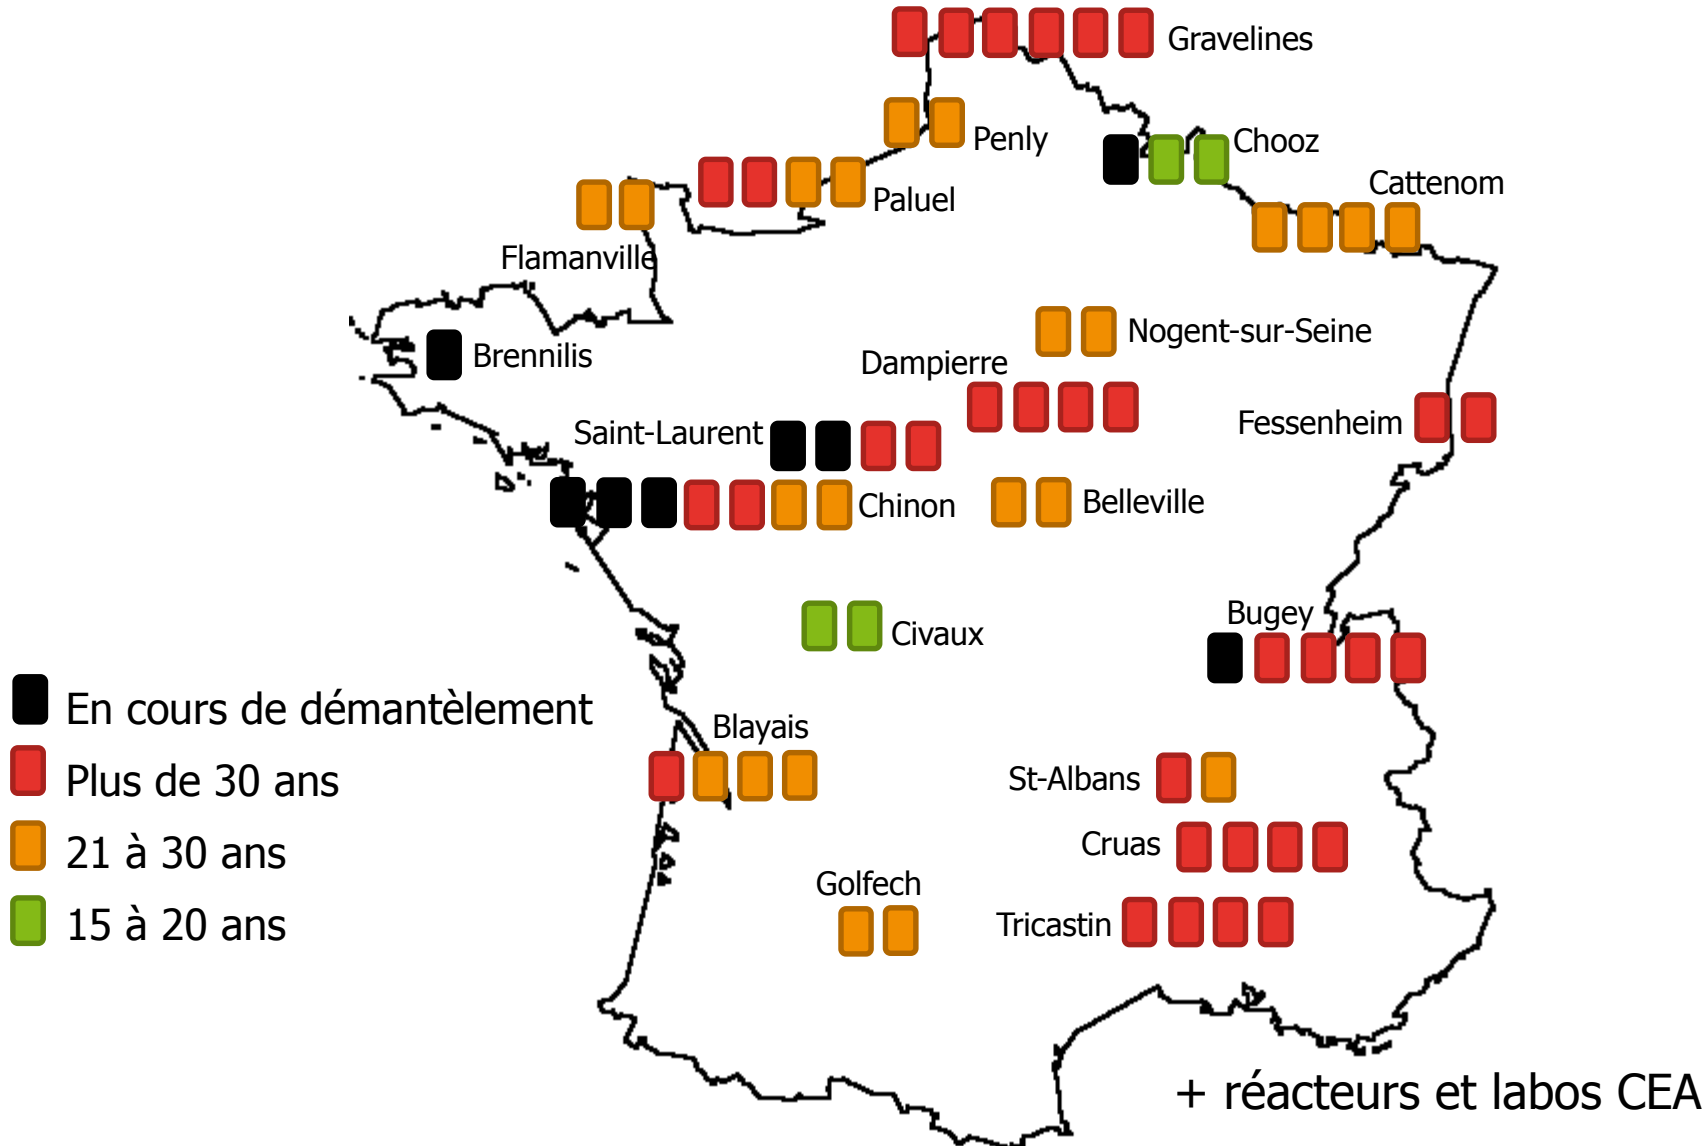 Gravelines
Penly
Chooz
Cattenom
Paluel
Flamanville
Nogent-sur-Seine
Brennilis
Dampierre
Fessenheim
Saint-Laurent
Chinon
Belleville
Civaux
Bugey
En cours de démantèlement
Plus de 30 ans
21 à 30 ans
15 à 20 ans
Blayais
St-Albans
Cruas
Golfech
Tricastin
+ réacteurs et labos CEA